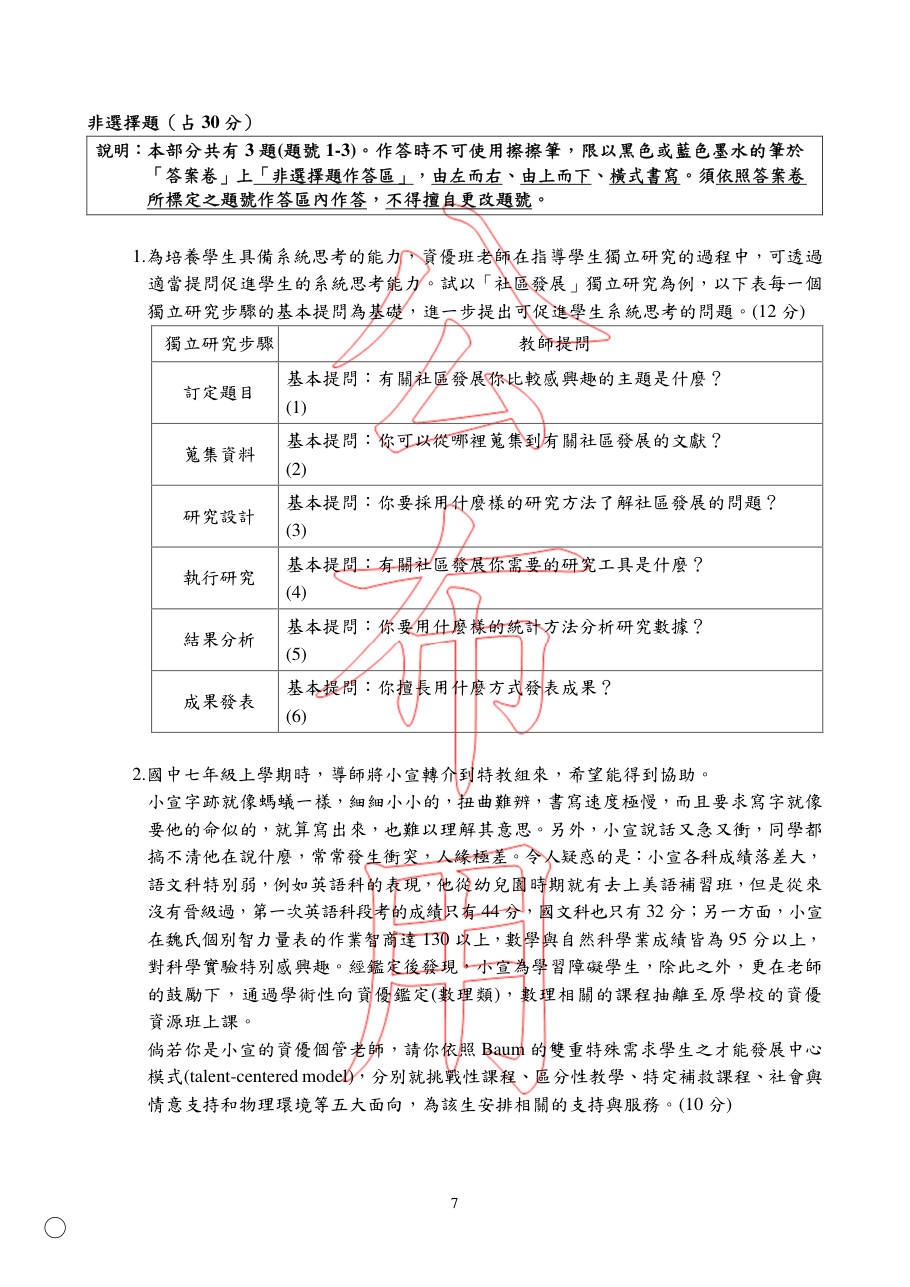 非選擇題（占 30 分）
說明：本部分共有 3 題(題號 1-3)。作答時不可使用擦擦筆，限以黑色或藍色墨水的筆於
「答案卷」上「非選擇題作答區」，由左而右、由上而下、橫式書寫。須依照答案卷
所標定之題號作答區內作答，不得擅自更改題號。
1.為培養學生具備系統思考的能力，資優班老師在指導學生獨立研究的過程中，可透過
適當提問促進學生的系統思考能力。試以「社區發展」獨立研究為例，以下表每一個
獨立研究步驟的基本提問為基礎，進一步提出可促進學生系統思考的問題。(12 分)
獨立研究步驟 教師提問
訂定題目
基本提問：有關社區發展你比較感興趣的主題是什麼？
(1)
蒐集資料
基本提問：你可以從哪裡蒐集到有關社區發展的文獻？
(2)
研究設計
基本提問：你要採用什麼樣的研究方法了解社區發展的問題？
(3)
執行研究
基本提問：有關社區發展你需要的研究工具是什麼？
(4)
結果分析
基本提問：你要用什麼樣的統計方法分析研究數據？
(5)
成果發表
基本提問：你擅長用什麼方式發表成果？
(6)
2.國中七年級上學期時，導師將小宣轉介到特教組來，希望能得到協助。
小宣字跡就像螞蟻一樣，細細小小的，扭曲難辨，書寫速度極慢，而且要求寫字就像
要他的命似的，就算寫出來，也難以理解其意思。另外，小宣說話又急又衝，同學都
搞不清他在說什麼，常常發生衝突，人緣極差。令人疑惑的是：小宣各科成績落差大，
語文科特別弱，例如英語科的表現，他從幼兒園時期就有去上美語補習班，但是從來
沒有晉級過，第一次英語科段考的成績只有 44 分，國文科也只有 32 分；另一方面，小宣
在魏氏個別智力量表的作業智商達 130 以上，數學與自然科學業成績皆為 95 分以上，
對科學實驗特別感興趣。經鑑定後發現，小宣為學習障礙學生，除此之外，更在老師
的鼓勵下，通過學術性向資優鑑定(數理類)，數理相關的課程抽離至原學校的資優
資源班上課。
倘若你是小宣的資優個管老師，請你依照 Baum 的雙重特殊需求學生之才能發展中心
模式(talent-centered model)，分別就挑戰性課程、區分性教學、特定補救課程、社會與
情意支持和物理環境等五大面向，為該生安排相關的支持與服務。(10 分)
公布用
7